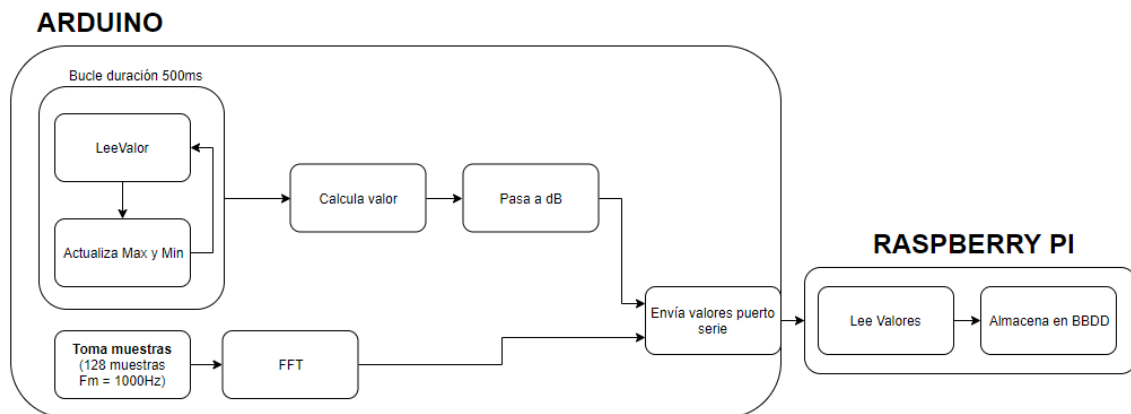 ARDUINO
Bucle duración 500ms
LeeValor
Actualiza Max y Min
Calcula valor
Pasa a dB
Toma muestras
(128 muestras
Fm = 1000Hz)
FFT
Envía valores puerto
serie
RASPBERRY PI
Lee Valores
Almacena en BBDD